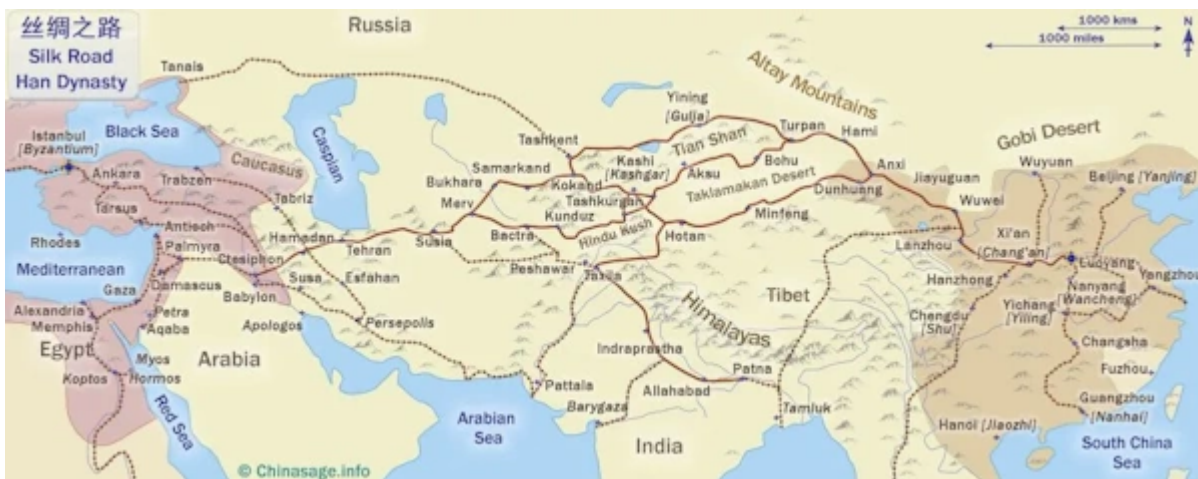 丝绸之路
Silk Road
Han Dynasty
Russia
1000 kms
1000 miles
N
Tanais
Altay Mountains
Istanbul
[Byzantium]
Black Sea
Caucasus
Caspian
Ankara
Trabzen
Tarsus
Tabriz
Antioch
Rhodes
Mediterranean
Palmyra
Damascus
Ctesiphon
Hamadan
Tehran
Susia
Susa
Esfahan
Babylon
Gaza
Alexandria
Memphis
Petra
Aqaba
Apologos
Persepolis
Egypt
Arabia
Myos
Hormos
Koptos
Red Sea
Yining
[Gulja]
Tashkent
Tian Shan
Turpan
Hami
Gobi Desert
Samarkand
Kashi
[Kashgar]
Aksu
Bohu
Anxi
Bukhara
Kokand
Taklamakan Desert
Merv
Tashkurgan
Dunhuang
Jiayuguan
Kunduz
Minfeng
Bactra
Hindu Kush
Hotan
Peshawar
Taxila
Himalayas
Tibet
Indraprastha
Allahabad
Patna
Pattala
Barygaza
Tamluk
Arabian
Sea
India
Wuyuan
Beijing [Yanjing]
Wuwei
Lanzhou
Xi'an
[Chang'an]
Luoyang
Hanzhong
Nanyang
[Wancheng]
Yangzhou
Chengdu
[Shu]
Yichang
[Yiling]
Changsha
Fuzhou
Guangzhou
[Nanhai]
Hanoi [Jiaozhi]
South China
Sea
© Chinasage.info